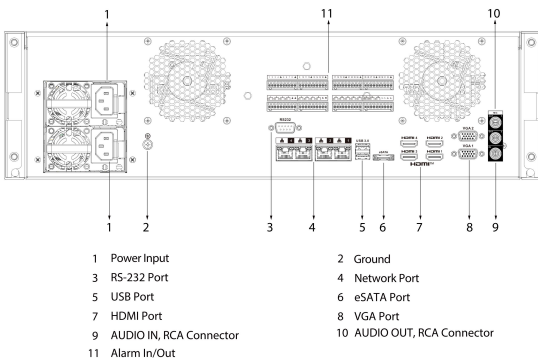 1
11
10
RS232
USB 3.0
eSATA
HDMI 1
HDMI 2
HDMI 3
HDMI 1
HDMI
VGA 2
VGA 1
1
2
3
4
5
6
7
8
9
1 Power Input
2 Ground
3 RS-232 Port
4 Network Port
5 USB Port
6 eSATA Port
7 HDMI Port
8 VGA Port
9 AUDIO IN, RCA Connector
10 AUDIO OUT, RCA Connector
11 Alarm In/Out